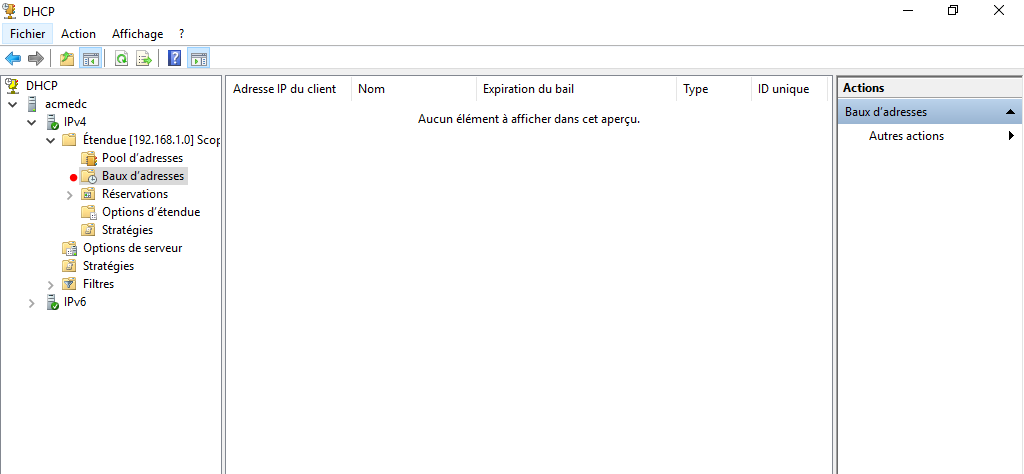 DHCP
Fichier Action Affichage ?
DHCP
acmedc
IPv4
Étendue [192.168.1.0] Scop
Pool d'adresses
Baux d'adresses
Réservations
Options d'étendue
Stratégies
Options de serveur
Stratégies
Filtres
IPv6
Adresse IP du client Nom Expiration du bail Type ID unique
Aucun élément à afficher dans cet aperçu.
Actions
Baux d'adresses
Autres actions